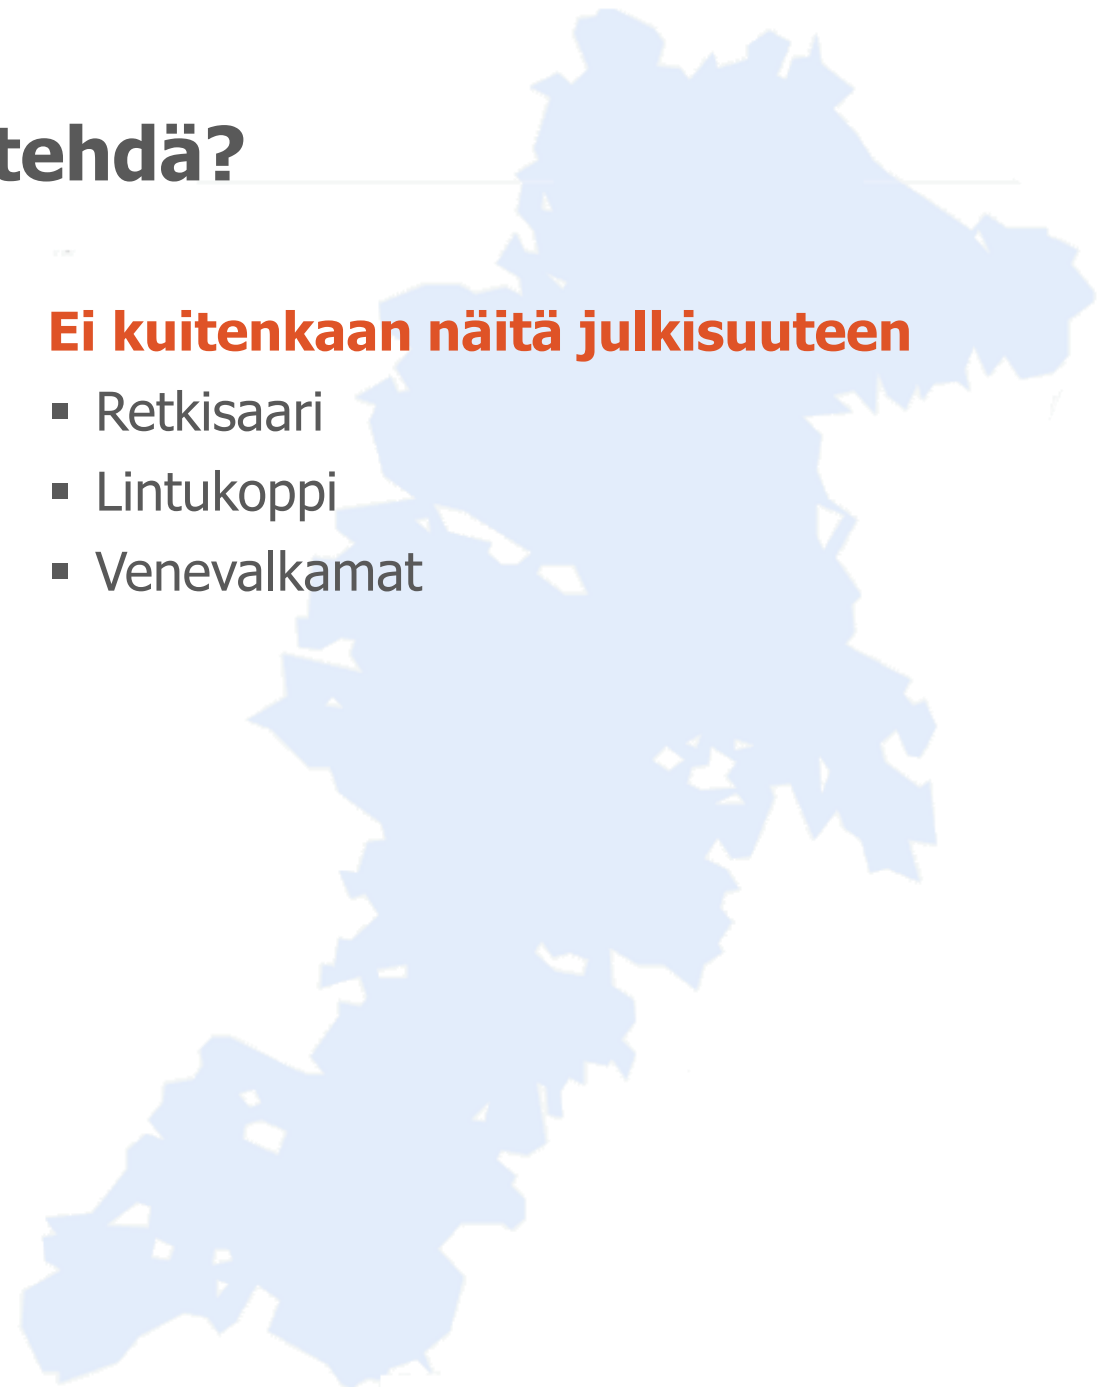 tehdä?
Ei kuitenkaan näitä julkisuuteen
▪ Retkisaari
▪ Lintukoppi
▪ Venevalkamat